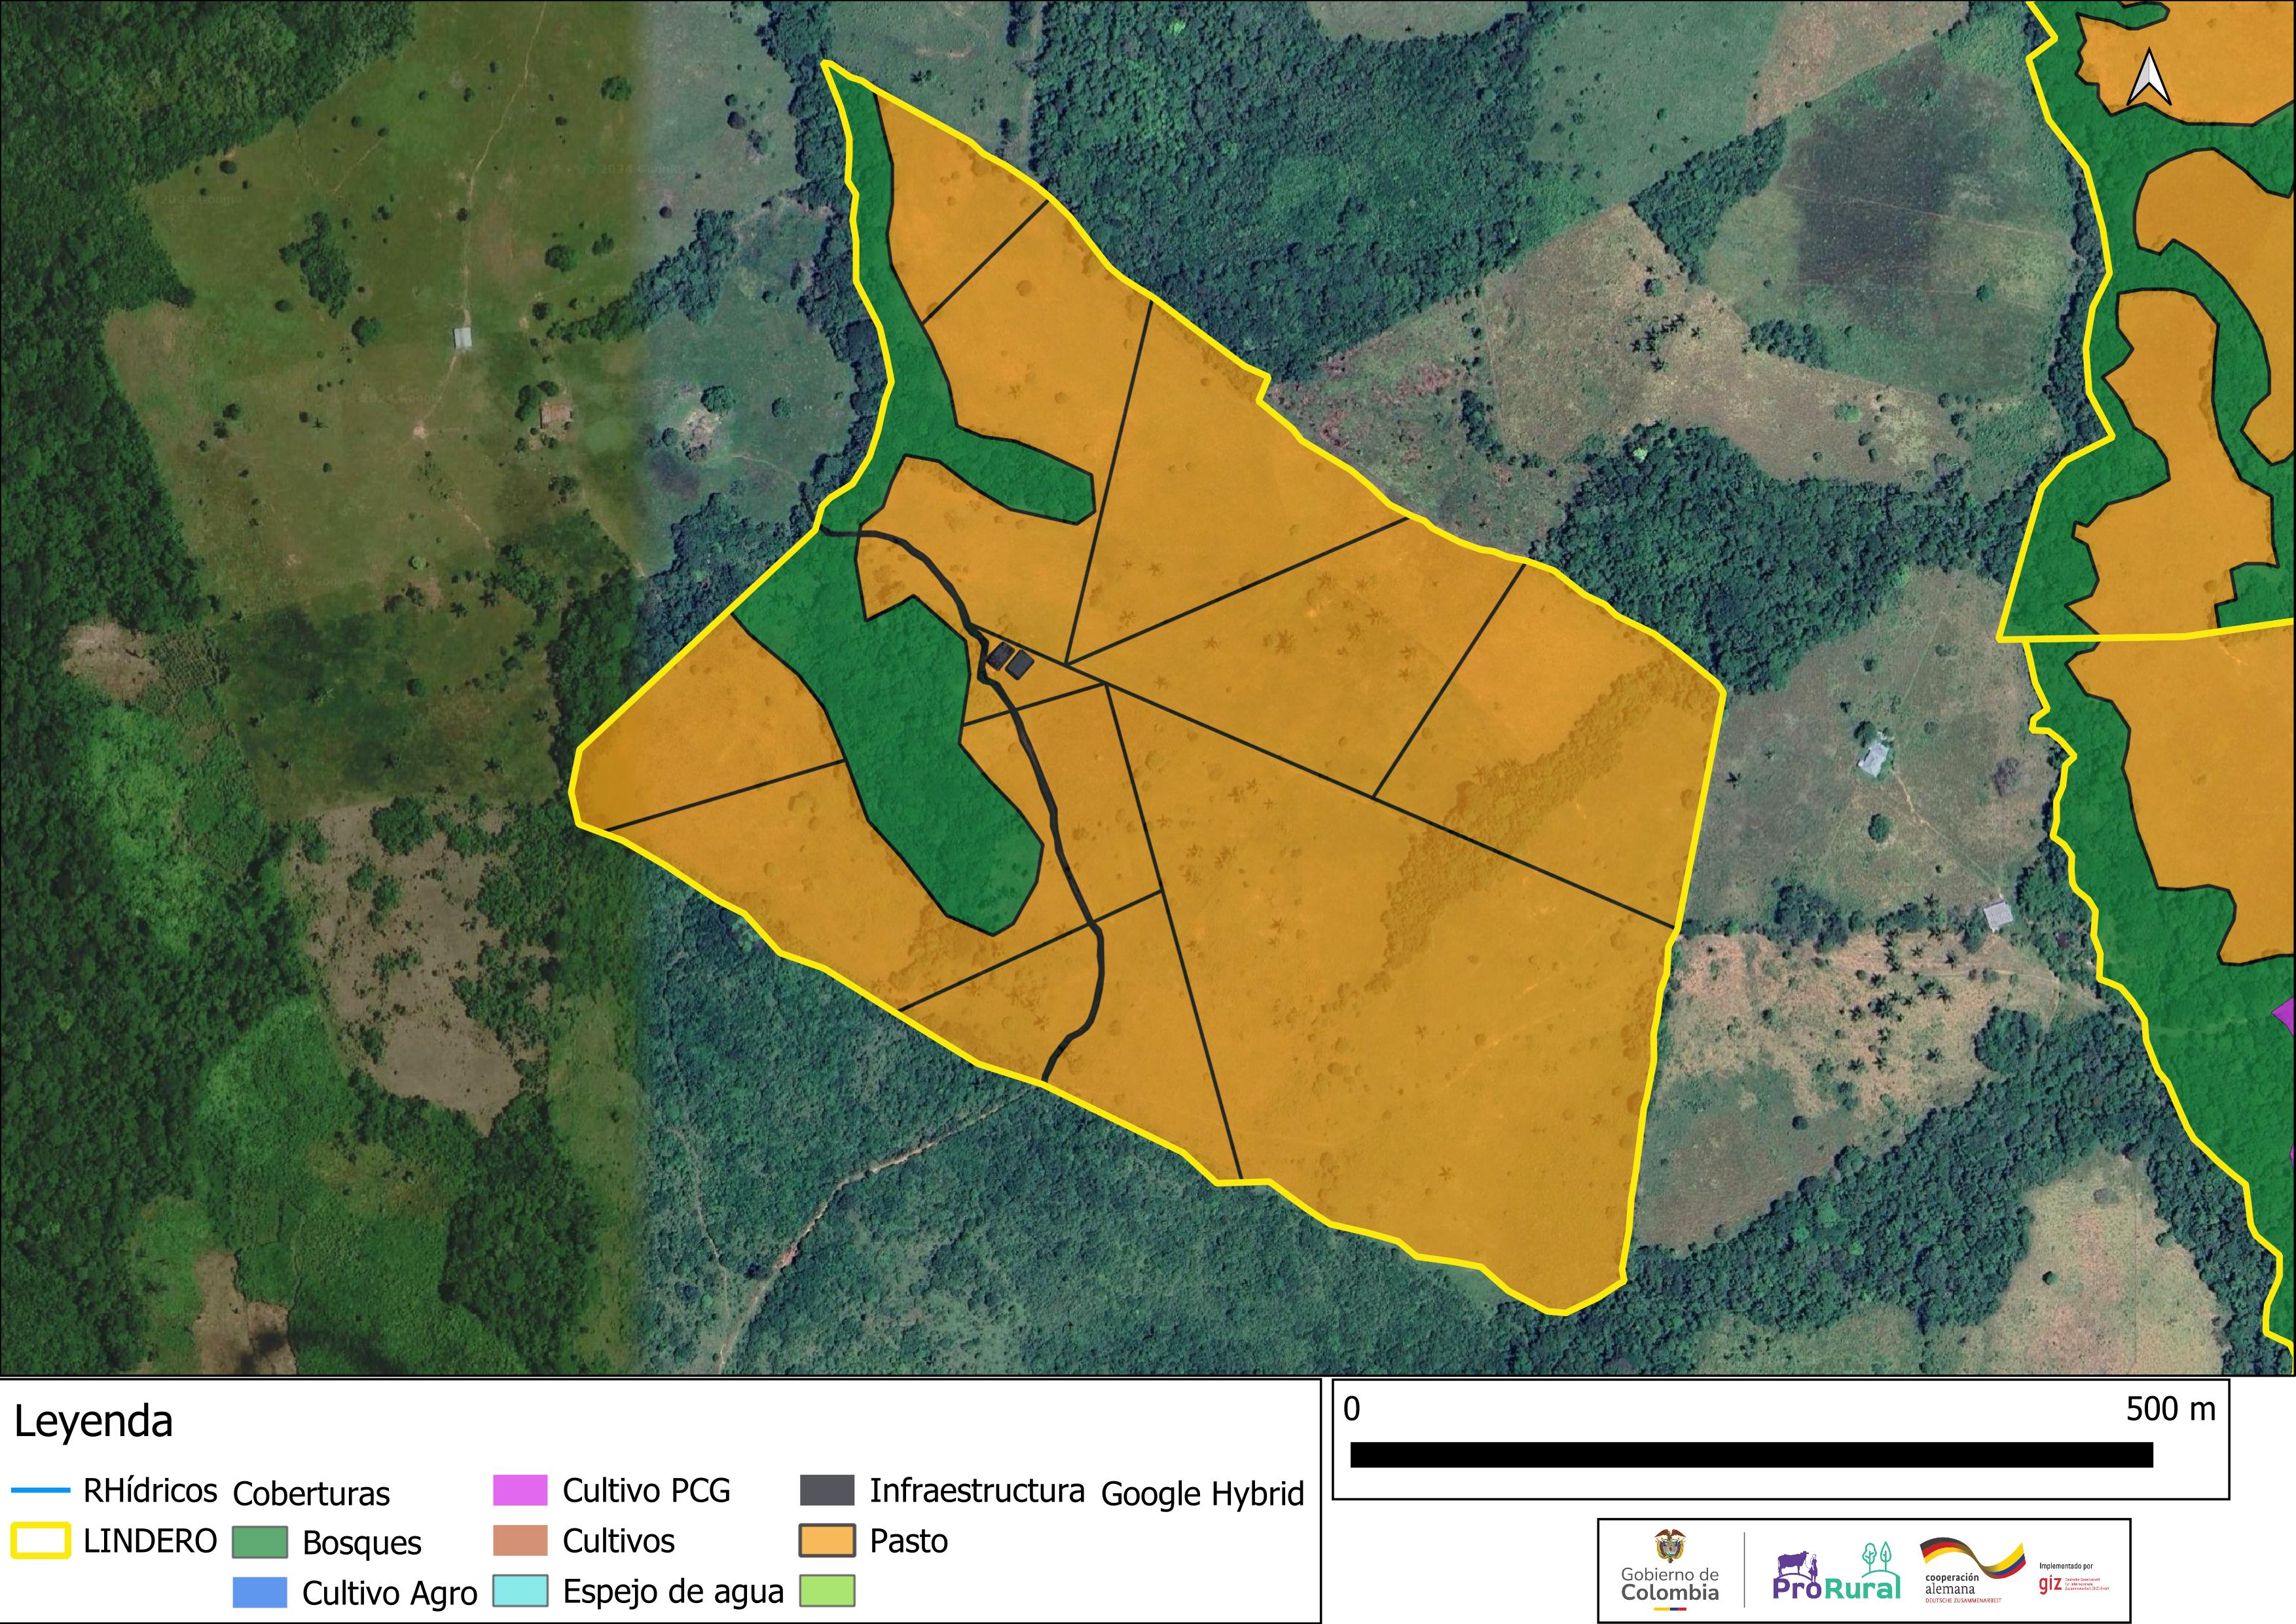 Leyenda
RHídricos
LINDERO
Coberturas
Bosques
Cultivo Agro
Cultivo PCG
Cultivos
Espejo de agua
Infraestructura
Pasto
Google Hybrid
0 500 m
Gobierno de
Colombia
ProRural
cooperación
alemana
DEUTSCHE ZUSAMMENARBEIT
Implementado por
giz